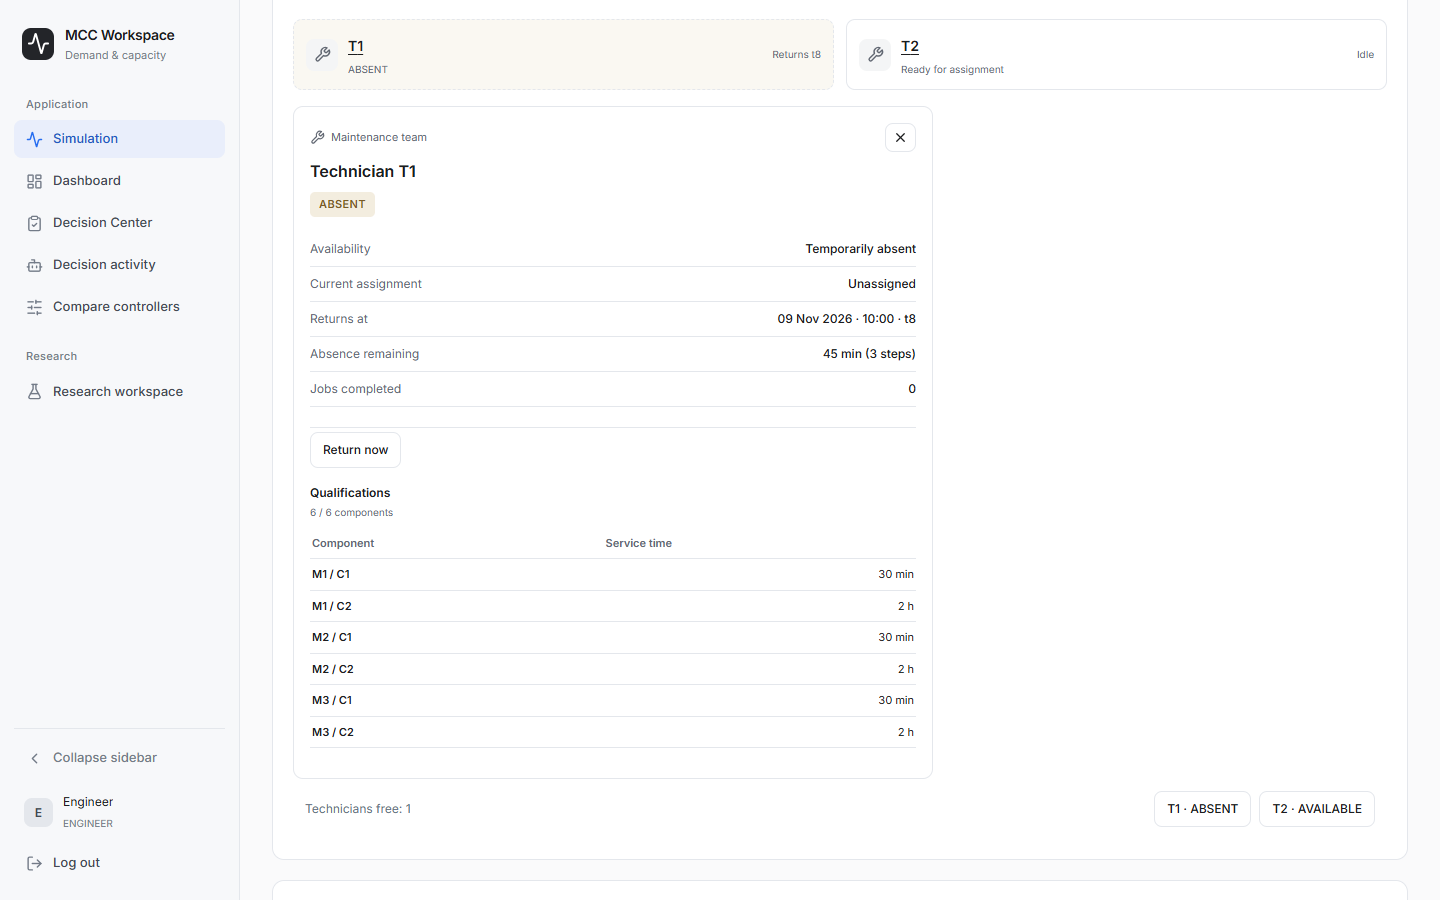 MCC Workspace
Demand & capacity
Application
Simulation
Dashboard
Decision Center
Decision activity
Compare controllers
Research
Research workspace
Collapse sidebar
E
Engineer
ENGINEER
Log out
T1
ABSENT
Returns t8
T2
Ready for assignment
Idle
Maintenance team
Technician T1
ABSENT
Availability Temporarily absent
Current assignment Unassigned
Returns at 09 Nov 2026 · 10:00 · t8
Absence remaining 45 min (3 steps)
Jobs completed 0
Return now
Qualifications
6 / 6 components
Component Service time
M1 / C1 30 min
M1 / C2 2 h
M2 / C1 30 min
M2 / C2 2 h
M3 / C1 30 min
M3 / C2 2 h
Technicians free: 1
T1 · ABSENT
T2 · AVAILABLE